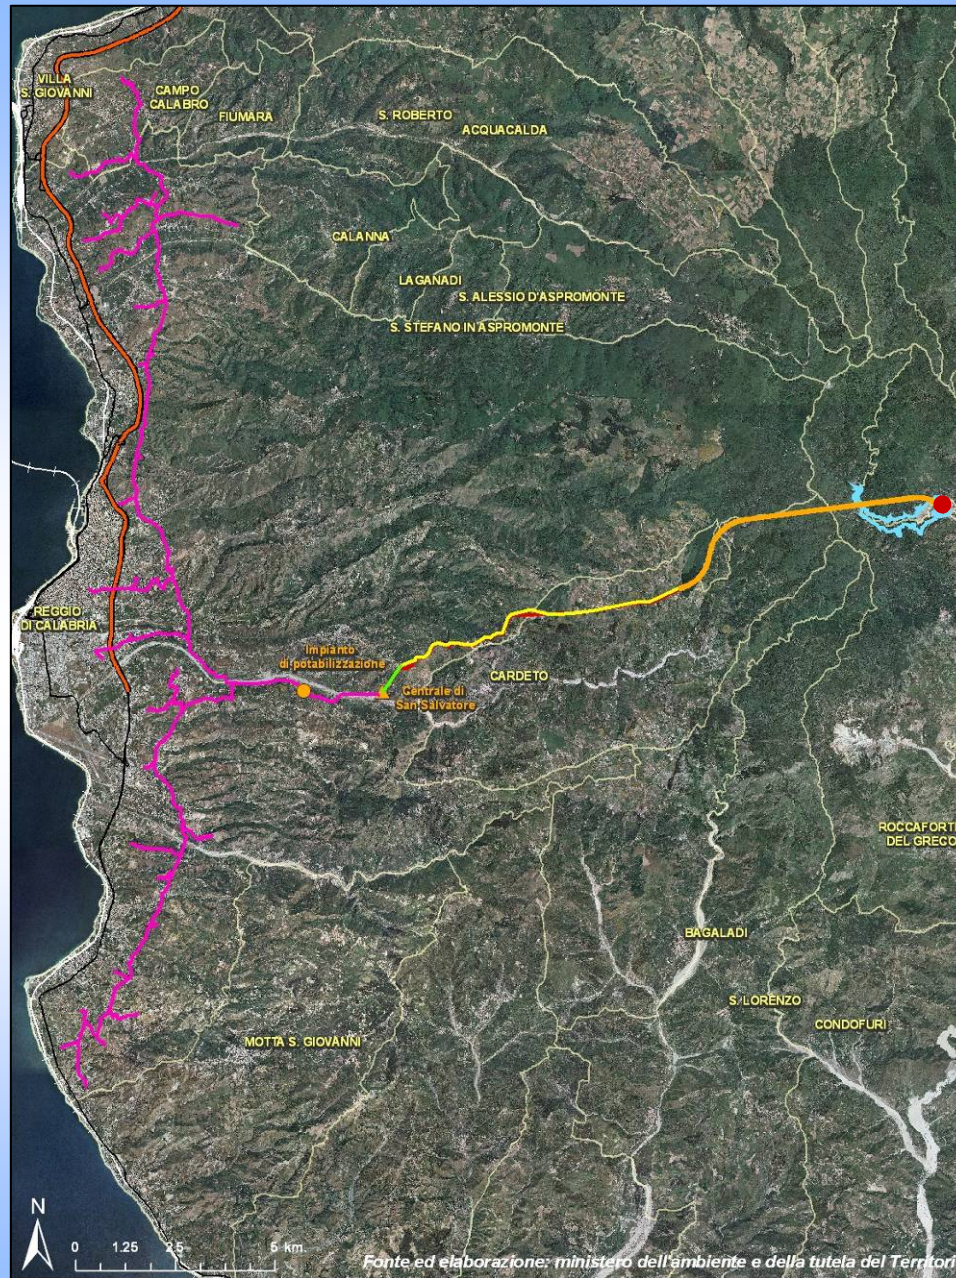 VILLA
S. GIOVANNI
CAMPO
CALABRO
FIUMARA
S. ROBERTO
ACQUACALDA
CALANNA
LAGANADI
S. ALESSIO D'ASPROMONTE
S. STEFANO IN ASPROMONTE
REGGIO
DI CALABRIA
Impianto
di potabilizzazione
CARDETO
Centrale di
San Salvatore
ROCCAFORTE
DEL GRECO
BAGALADI
S. LORENZO
CONDOFURI
MOTTA S. GIOVANNI
N
0 1.25 2.5 5 km.
Fonte ed elaborazione: ministero dell'ambiente e della tutela del Territori